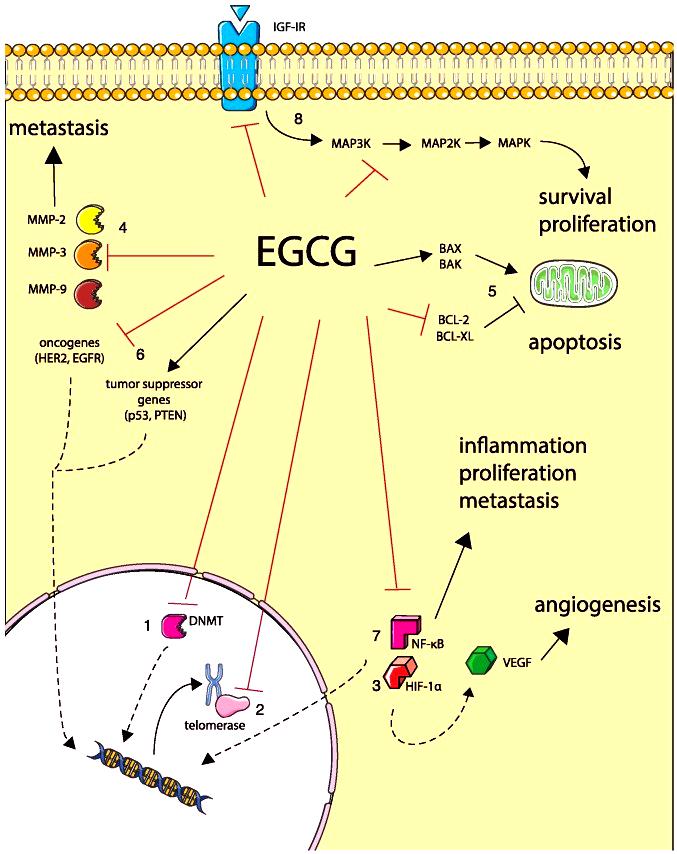 IGF-IR
8
MAP3K
MAP2K
MAPK
survival
proliferation
metastasis
MMP-2
4
MMP-3
MMP-9
EGCG
BAX
BAK
5
BCL-2
BCL-XL
apoptosis
oncogenes
(HER2, EGFR)
6
tumor suppressor
genes
(p53, PTEN)
inflammation
proliferation
metastasis
angiogenesis
1
DNMT
2
telomerase
7
NF-κB
3
HIF-1α
VEGF